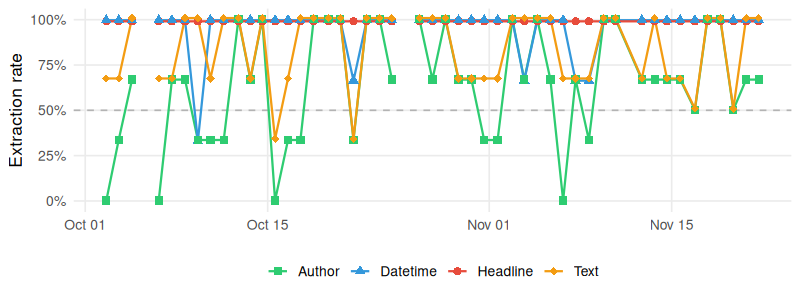 Extraction rate
100%
75%
50%
25%
0%
Oct 01 Oct 15 Nov 01 Nov 15
Author Datetime Headline Text